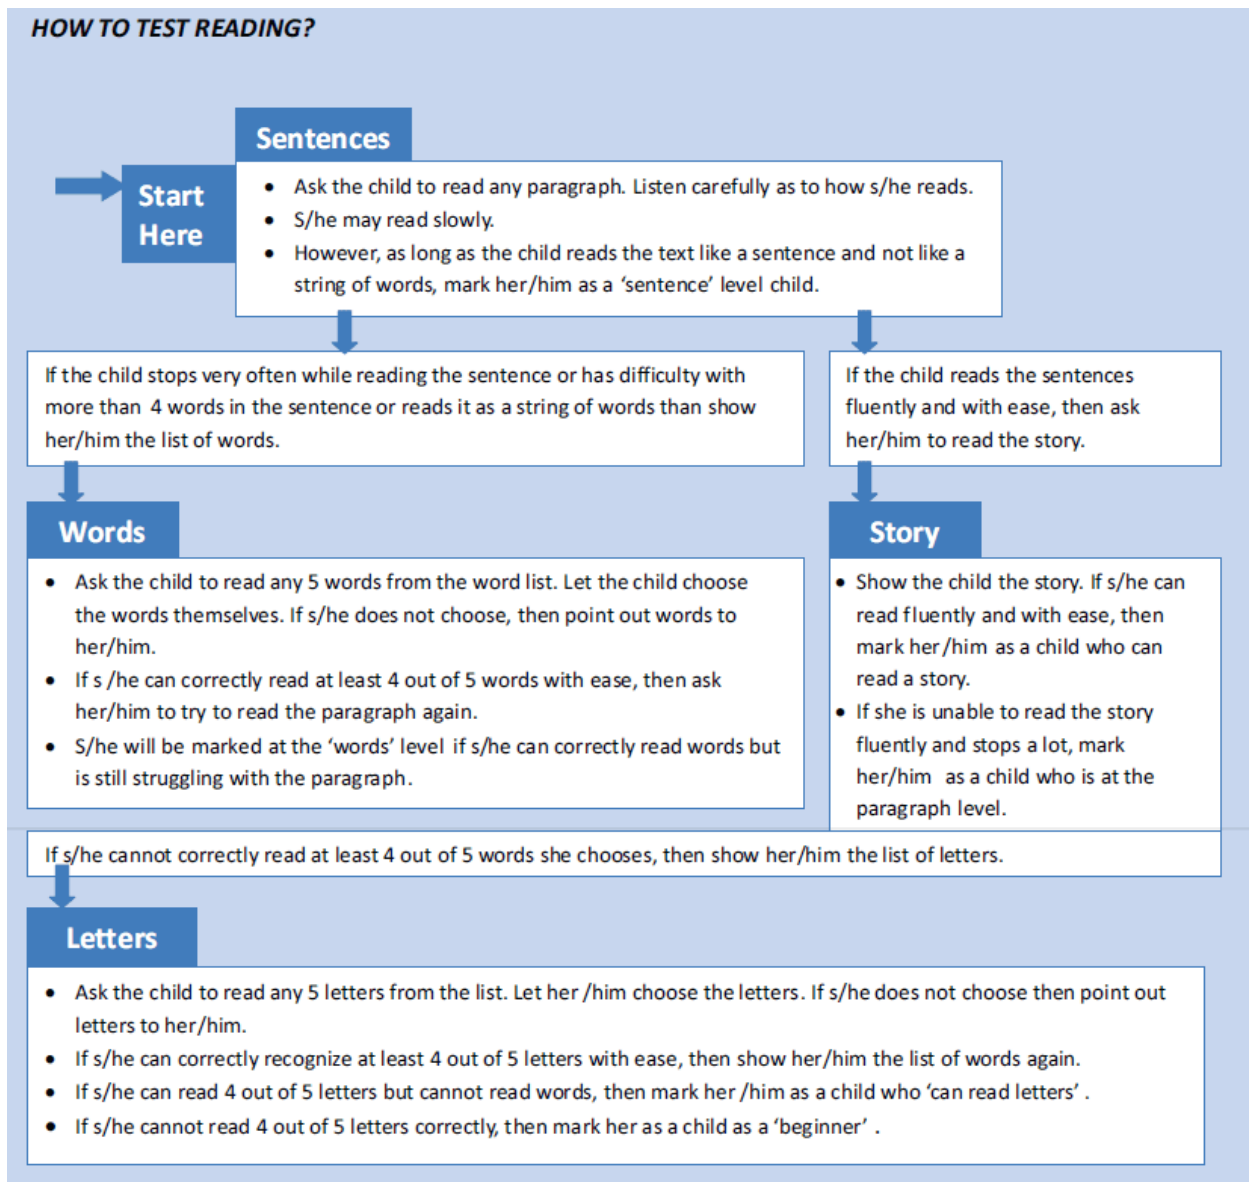 HOW TO TEST READING?
Sentences
Start
Here
• Ask the child to read any paragraph. Listen carefully as to how s/he reads.
• S/he may read slowly.
• However, as long as the child reads the text like a sentence and not like a
string of words, mark her/him as a ‘sentence’ level child.
If the child stops very often while reading the sentence or has difficulty with
more than 4 words in the sentence or reads it as a string of words than show
her/him the list of words.
If the child reads the sentences
fluently and with ease, then ask
her/him to read the story.
Words
• Ask the child to read any 5 words from the word list. Let the child choose
the words themselves. If s/he does not choose, then point out words to
her/him.
• If s /he can correctly read at least 4 out of 5 words with ease, then ask
her/him to try to read the paragraph again.
• S/he will be marked at the ‘words’ level if s/he can correctly read words but
is still struggling with the paragraph.
Story
• Show the child the story. If s/he can
read fluently and with ease, then
mark her/him as a child who can
read a story.
• If she is unable to read the story
fluently and stops a lot, mark
her/him as a child who is at the
paragraph level.
If s/he cannot correctly read at least 4 out of 5 words she chooses, then show her/him the list of letters.
Letters
• Ask the child to read any 5 letters from the list. Let her /him choose the letters. If s/he does not choose then point out
letters to her/him.
• If s/he can correctly recognize at least 4 out of 5 letters with ease, then show her/him the list of words again.
• If s/he can read 4 out of 5 letters but cannot read words, then mark her /him as a child who ‘can read letters’ .
• If s/he cannot read 4 out of 5 letters correctly, then mark her as a child as a ‘beginner’ .